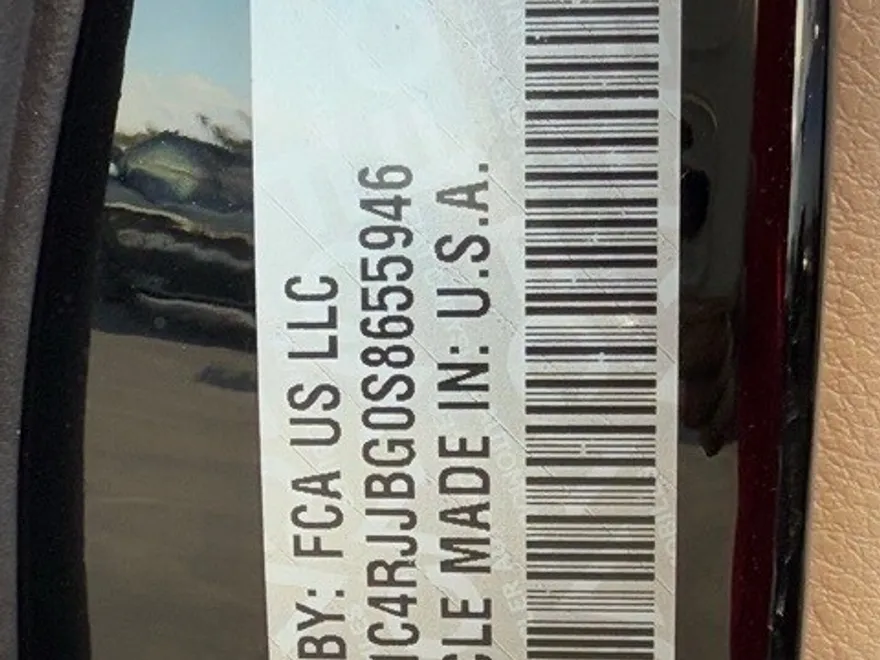 BY: FCA US LLC
1C4RJJBG0S8655946
CLE MADE IN: U.S.A.